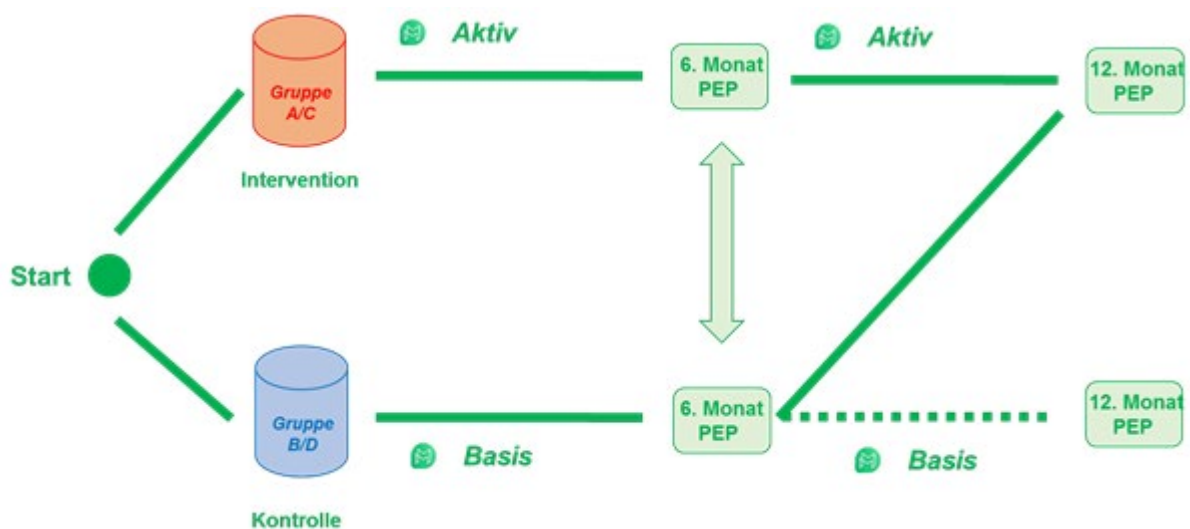 Aktiv
Aktiv
Gruppe
A/C
6. Monat
PEP
12. Monat
PEP
Intervention
Start
Gruppe
B/D
6. Monat
PEP
12. Monat
PEP
Basis
Basis
Kontrolle